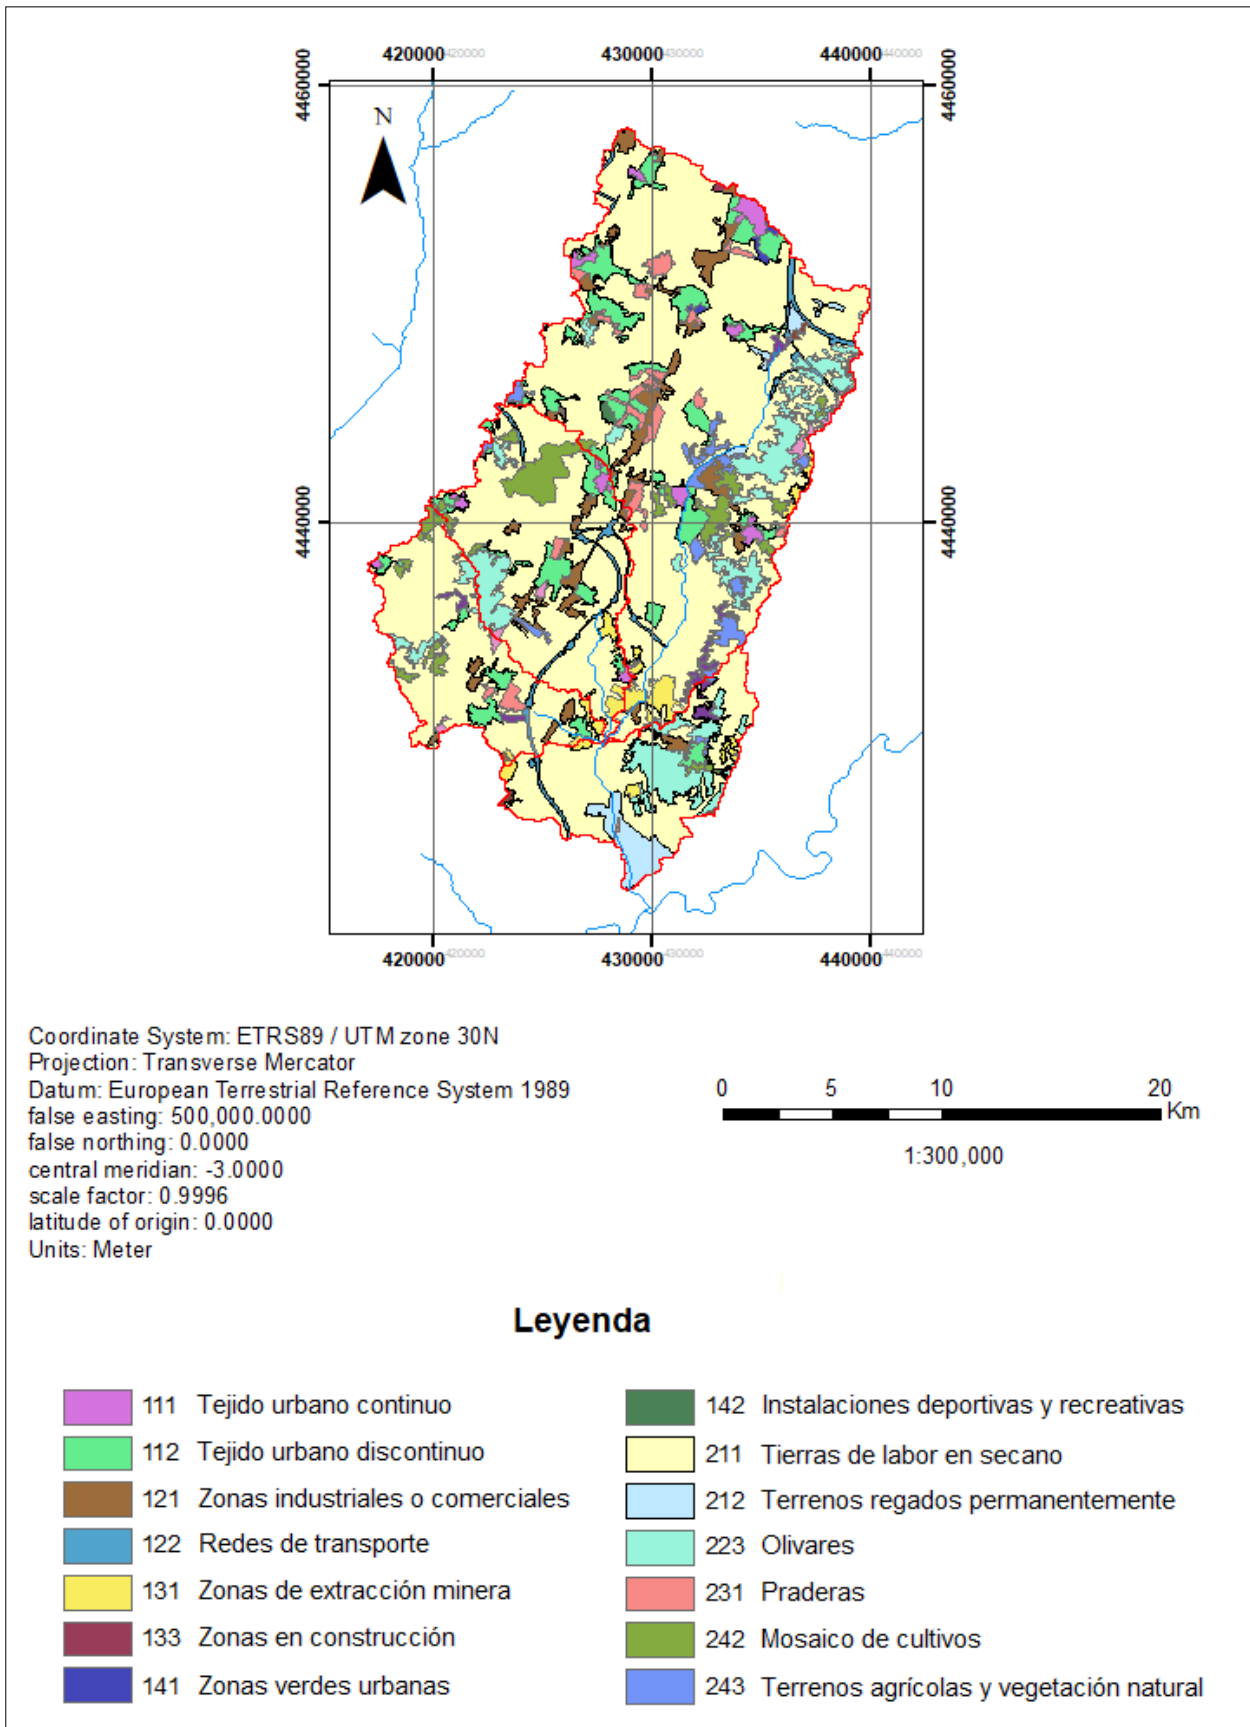 420000 420000 430000 430000 440000 440000
4460000 4460000
N
4440000 4440000
420000 420000 430000 430000 440000 440000
Coordinate System: ETRS89 / UTM zone 30N
Projection: Transverse Mercator
Datum: European Terrestrial Reference System 1989
false easting: 500,000.0000
false northing: 0.0000
central meridian: -3.0000
scale factor: 0.9996
latitude of origin: 0.0000
Units: Meter
0 5 10 20
Km
1:300,000
Leyenda
111 Tejido urbano continuo
112 Tejido urbano discontinuo
121 Zonas industriales o comerciales
122 Redes de transporte
131 Zonas de extracción minera
133 Zonas en construcción
141 Zonas verdes urbanas
142 Instalaciones deportivas y recreativas
211 Tierras de labor en secano
212 Terrenos regados permanentemente
223 Olivares
231 Praderas
242 Mosaico de cultivos
243 Terrenos agrícolas y vegetación natural